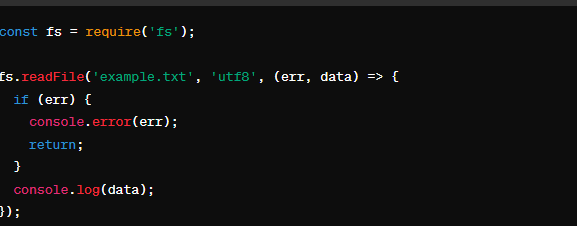 const fs = require('fs');
fs.readFile('example.txt', 'utf8', (err, data) => {
  if (err) {
    console.error(err);
    return;
  }
  console.log(data);
});